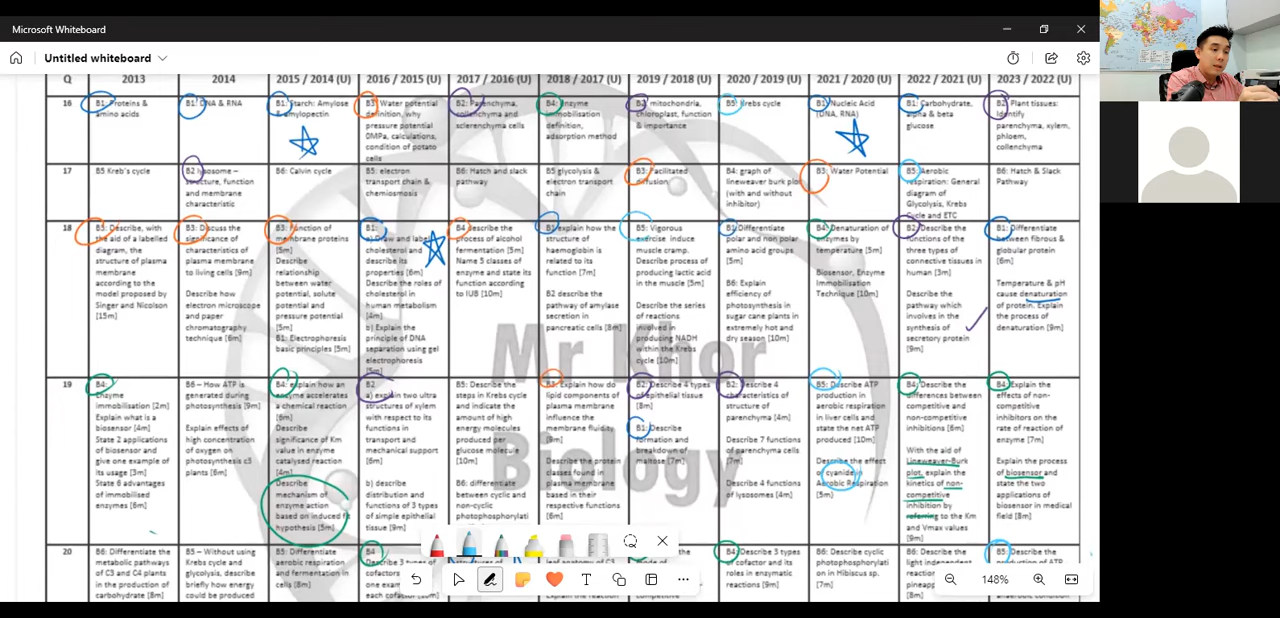 Microsoft Whiteboard
Untitled whiteboard
Q 2013 2014 2015 / 2014 (U) 2016 / 2015 (U) 2017 / 2016 (U) 2018 / 2017 (U) 2019 / 2018 (U) 2020 / 2019 (U) 2021 / 2020 (U) 2022 / 2021 (U) 2023 / 2022 (U)
16
B1: Proteins &
amino acids
B1: DNA & RNA
B1: Starch: Amylose
& amylopectin
B3: Water potential
definition, why
pressure potential
0MPa, calculations,
condition of potato
cells
B2: Parenchyma,
collenchyma and
sclerenchyma cells
B4: Enzyme
immobilisation
definition,
adsorption method
B2 mitochondria,
chloroplast, function
& importance
B5: Krebs cycle
B1: Nucleic Acid
(DNA, RNA)
B1: Carbohydrate,
alpha & beta
glucose
B2: Plant tissues:
Identify
parenchyma, xylem,
phloem,
collenchyma
17
B5 Kreb's cycle
B2 lysosome –
structure, function
and membrane
characteristic
B6: Calvin cycle
B5: electron
transport chain &
chemiosmosis
B6: Hatch and slack
pathway
B5 glycolysis &
electron transport
chain
B3: Facilitated
diffusion
B4: graph of
lineweaver burk plot
(with and without
inhibitor)
B3: Water Potential
B5: Aerobic
respiration: General
diagram of
Glycolysis, Krebs
Cycle and ETC
B6: Hatch & Slack
Pathway
18
B3: Describe, with
the aid of a labelled
diagram, the
structure of plasma
membrane
according to the
model proposed by
Singer and Nicolson
[15m]
B3: Discuss the
significance of
characteristics of
plasma membrane
to living cells [9m]
Describe how
electron microscope
and paper
chromatography
technique [6m]
B3: Function of
membrane proteins
[5m]
Describe
relationship
between water
potential, solute
potential and
pressure potential
[5m]
B1: Electrophoresis
basic principles [5m]
B1:
a) Draw and label
cholesterol and
describe its
properties [6m]
Describe the roles of
cholesterol in
human metabolism
[4m]
b) Explain the
principle of DNA
separation using gel
electrophoresis
[5m]
B4 describe the
process of alcohol
fermentation [5m]
Name 5 classes of
enzyme and state its
function according
to IUB [10m]
B1 explain how the
structure of
haemoglobin is
related to its
function [7m]
B2 describe the
pathway of amylase
secretion in
pancreatic cells [8m]
B5: Vigorous
exercise induce
muscle cramp.
Describe process of
producing lactic acid
in the muscle [5m]
Describe the series
of reactions
involved in
producing NADH
within the Krebs
cycle [10m]
B1: Differentiate
polar and non polar
amino acid groups
[5m]
B6: Explain
efficiency of
photosynthesis in
sugar cane plants in
extremely hot and
dry season [10m]
B4: Denaturation of
enzymes by
temperature [5m]
Biosensor, Enzyme
Immobilisation
Technique [10m]
B2: Describe the
functions of the
three types of
connective tissues in
human [3m]
Describe the
pathway which
involves in the
synthesis of
secretory protein
[9m]
B1: Differentiate
between fibrous &
globular protein
[6m]
Temperature & pH
cause denaturation
of protein. Explain
the process of
denaturation [9m]
Mr Khor
Biology
19
B4:
Enzyme
immobilisation [2m]
Explain what is a
biosensor [4m]
State 2 applications
of biosensor and
give one example of
its usage [3m]
State 6 advantages
of immobilised
enzymes [6m]
B6 – How ATP is
generated during
photosynthesis [9m]
Explain effects of
high concentration
of oxygen on
photosynthesis c3
plants [6m]
B4: explain how an
enzyme accelerates
a chemical reaction
[6m]
Describe
significance of Km
value in enzyme
catalysed reaction
[4m]
Describe
mechanism of
enzyme action
based on induced fit
hypothesis [5m]
B2
a) explain two ultra
structures of xylem
with respect to its
functions in
transport and
mechanical support
[6m]
b) describe
distribution and
functions of 3 types
of simple epithelial
tissue [9m]
B5: Describe the
steps in Krebs cycle
and indicate the
amount of high
energy molecules
produced per
glucose molecule
[10m]
B6: differentiate
between cyclic and
non-cyclic
photophosphorylati
B3: Explain how do
lipid components of
plasma membrane
influence the
membrane fluidity
[9m]
Describe the protein
classes found in
plasma membrane
based on their
respective functions
[6m]
B2: Describe 4 types
of epithelial tissue
[8m]
B1: Describe
formation and
breakdown of
maltose [7m]
B2: Describe 4
characteristics of
structure of
parenchyma [4m]
Describe 7 functions
of parenchyma cells
[7m]
Describe 4 functions
of lysosomes [4m]
B5: Describe ATP
production in
aerobic respiration
in liver cells and
state the net ATP
produced [10m]
Describe the effect
of cyanide in
Aerobic Respiration
[5m]
B4: Describe the
differences between
competitive and
non-competitive
inhibitions [6m]
With the aid of
Lineweaver-Burk
plot, explain the
kinetics of non-
competitive
inhibition by
referring to the Km
and Vmax values
[9m]
B4: Explain the
effects of non-
competitive
inhibitors on the
rate of reaction of
enzyme [7m]
Explain the process
of biosensor and
state the two
applications of
biosensor in medical
field [8m]
20
B6: Differentiate the
metabolic pathways
of C3 and C4 plants
in the production of
carbohydrate [8m]
B5 – Without using
Krebs cycle and
glycolysis, describe
briefly how energy
could be produced
B5: Differentiate
aerobic respiration
and fermentation in
cells [8m]
B4
Describe 3 types of
cofactors
one exam
each cofactor [10m]
B4: Describe 3 types
of cofactor and its
roles in enzymatic
reactions [9m]
B6: Describe cyclic
photophosphorylati
on in Hibiscus sp.
[7m]
B6: Describe the
light independent
reaction
pineapp
[8m]
B5: Describe the
production of ATP
anaerobic condition
148%